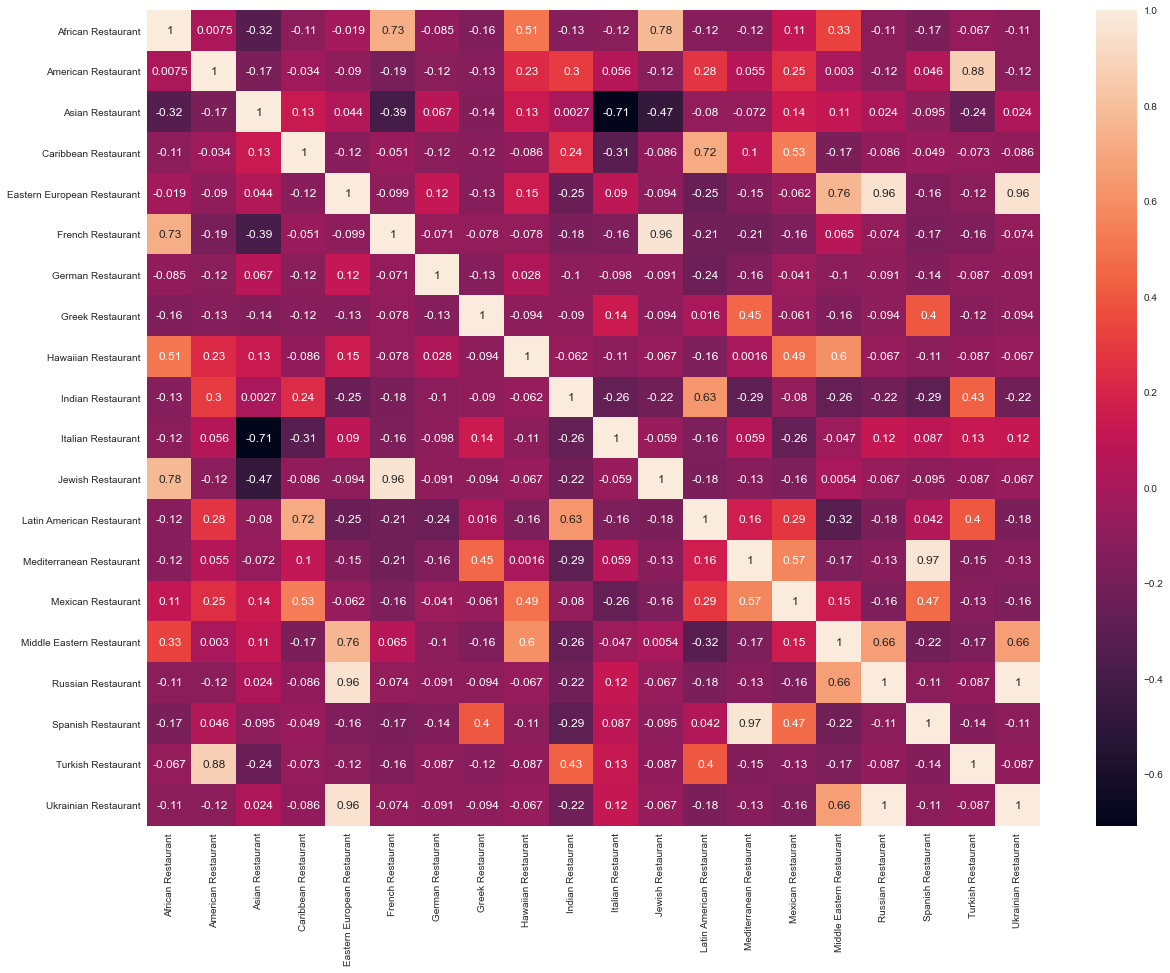 African Restaurant 1 0.0075 -0.32 -0.11 -0.019 0.73 -0.085 -0.16 0.51 -0.13 -0.12 0.78 -0.12 -0.12 0.11 0.33 -0.11 -0.17 -0.067 -0.11
American Restaurant 0.0075 1 -0.17 -0.034 -0.09 -0.19 -0.12 -0.13 0.23 0.3 0.056 -0.12 0.28 0.055 0.25 0.003 -0.12 0.046 0.88 -0.12
Asian Restaurant -0.32 -0.17 1 0.13 0.044 -0.39 0.067 -0.14 0.13 0.0027 -0.71 -0.47 -0.08 -0.072 0.14 0.11 0.024 -0.095 -0.24 0.024
Caribbean Restaurant -0.11 -0.034 0.13 1 -0.12 -0.051 -0.12 -0.12 -0.086 0.24 -0.31 -0.086 0.72 0.1 0.53 -0.17 -0.086 -0.049 -0.073 -0.086
Eastern European Restaurant -0.019 -0.09 0.044 -0.12 1 -0.099 0.12 -0.13 0.15 -0.25 0.09 -0.094 -0.25 -0.15 -0.062 0.76 0.96 -0.16 -0.12 0.96
French Restaurant 0.73 -0.19 -0.39 -0.051 -0.099 1 -0.071 -0.078 -0.078 -0.18 -0.16 0.96 -0.21 -0.21 -0.16 0.065 -0.074 -0.17 -0.16 -0.074
German Restaurant -0.085 -0.12 0.067 -0.12 0.12 -0.071 1 -0.13 0.028 -0.1 -0.098 -0.091 -0.24 -0.16 -0.041 -0.1 -0.091 -0.14 -0.087 -0.091
Greek Restaurant -0.16 -0.13 -0.14 -0.12 -0.13 -0.078 -0.13 1 -0.094 -0.09 0.14 -0.094 0.016 0.45 -0.061 -0.16 -0.094 0.4 -0.12 -0.094
Hawaiian Restaurant 0.51 0.23 0.13 -0.086 0.15 -0.078 0.028 -0.094 1 -0.062 -0.11 -0.067 -0.16 0.0016 0.49 0.6 -0.067 -0.11 -0.087 -0.067
Indian Restaurant -0.13 0.3 0.0027 0.24 -0.25 -0.18 -0.1 -0.09 -0.062 1 -0.26 -0.22 0.63 -0.29 -0.08 -0.26 -0.22 -0.29 0.43 -0.22
Italian Restaurant -0.12 0.056 -0.71 -0.31 0.09 -0.16 -0.098 0.14 -0.11 -0.26 1 -0.059 -0.16 0.059 -0.26 -0.047 0.12 0.087 0.13 0.12
Jewish Restaurant 0.78 -0.12 -0.47 -0.086 -0.094 0.96 -0.091 -0.094 -0.067 -0.22 -0.059 1 -0.18 -0.13 -0.16 0.0054 -0.067 -0.095 -0.087 -0.067
Latin American Restaurant -0.12 0.28 -0.08 0.72 -0.25 -0.21 -0.24 0.016 -0.16 0.63 -0.16 -0.18 1 0.16 0.29 -0.32 -0.18 0.042 0.4 -0.18
Mediterranean Restaurant -0.12 0.055 -0.072 0.1 -0.15 -0.21 -0.16 0.45 0.0016 -0.29 0.059 -0.13 0.16 1 0.57 -0.17 -0.13 0.97 -0.15 -0.13
Mexican Restaurant 0.11 0.25 0.14 0.53 -0.062 -0.16 -0.041 -0.061 0.49 -0.08 -0.26 -0.16 0.29 0.57 1 0.15 -0.16 0.47 -0.13 -0.16
Middle Eastern Restaurant 0.33 0.003 0.11 -0.17 0.76 0.065 -0.1 -0.16 0.6 -0.26 -0.047 0.0054 -0.32 -0.17 0.15 1 0.66 -0.22 -0.17 0.66
Russian Restaurant -0.11 -0.12 0.024 -0.086 0.96 -0.074 -0.091 -0.094 -0.067 -0.22 0.12 -0.067 -0.18 -0.13 -0.16 0.66 1 -0.11 -0.087 1
Spanish Restaurant -0.17 0.046 -0.095 -0.049 -0.16 -0.17 -0.14 0.4 -0.11 -0.29 0.087 -0.095 0.042 0.97 0.47 -0.22 -0.11 1 -0.14 -0.11
Turkish Restaurant -0.067 0.88 -0.24 -0.073 -0.12 -0.16 -0.087 -0.12 -0.087 0.43 0.13 -0.087 0.4 -0.15 -0.13 -0.17 -0.087 -0.14 1 -0.087
Ukrainian Restaurant -0.11 -0.12 0.024 -0.086 0.96 -0.074 -0.091 -0.094 -0.067 -0.22 0.12 -0.067 -0.18 -0.13 -0.16 0.66 1 -0.11 -0.087 1
African Restaurant
American Restaurant
Asian Restaurant
Caribbean Restaurant
Eastern European Restaurant
French Restaurant
German Restaurant
Greek Restaurant
Hawaiian Restaurant
Indian Restaurant
Italian Restaurant
Jewish Restaurant
Latin American Restaurant
Mediterranean Restaurant
Mexican Restaurant
Middle Eastern Restaurant
Russian Restaurant
Spanish Restaurant
Turkish Restaurant
Ukrainian Restaurant
1.0
0.8
0.6
0.4
0.2
0.0
−0.2
−0.4
−0.6